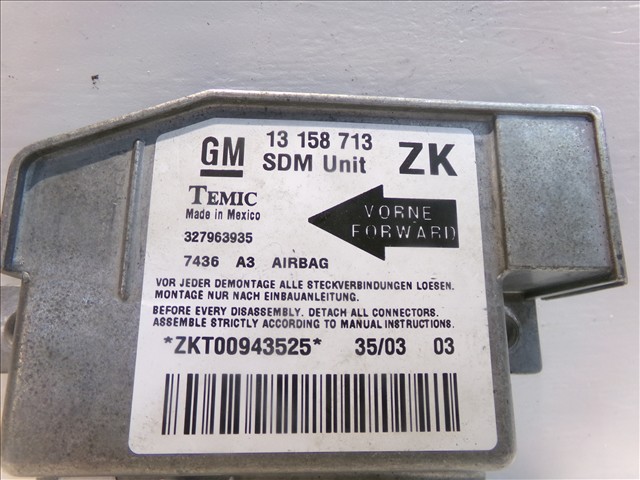 GM 13 158 713 ZK
SDM Unit
TEMIC
Made in Mexico
VORNE
FORWARD
327963935
7436 A3 AIRBAG
VOR JEDER DEMONTAGE ALLE STECKVERBINDUNGEN LOESEN.
MONTAGE NUR NACH EINBAUANLEITUNG.
BEFORE EVERY DISASSEMBLY. DETACH ALL CONNECTORS.
ASSEMBLE STRICTLY ACCORDING TO MANUAL INSTRUCTIONS.
*ZKT00943525* 35/03 03